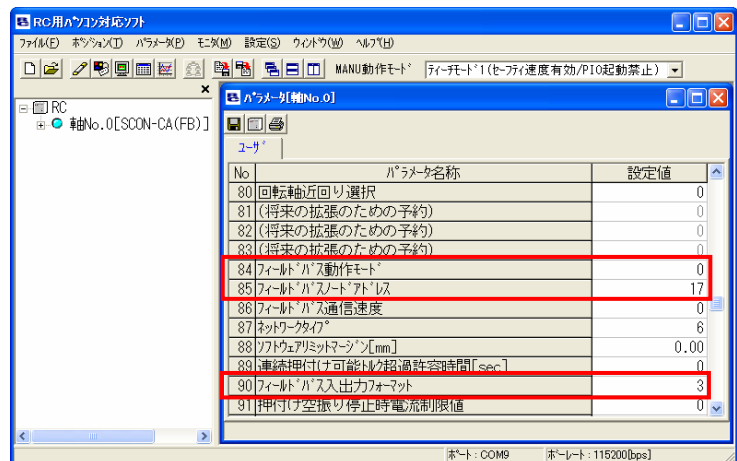 RC用ﾊﾟｿｺﾝ対応ｿﾌﾄ
ﾌｧｲﾙ(F) ﾎﾟｼﾞｼｮﾝ(T) ﾊﾟﾗﾒｰﾀ(P) ﾓﾆﾀ(M) 設定(S) ｳｨﾝﾄﾞｳ(W) ﾍﾙﾌﾟ(H)
MANU動作ﾓｰﾄﾞ ﾃｨｰﾁﾓｰﾄﾞ1(ｾｰﾌﾃｨ速度有効/PIO起動禁止)
RC
軸No.0[SCON-CA(FB)]
ﾊﾟﾗﾒｰﾀ[軸No.0]
ﾕｰｻﾞ
No ﾊﾟﾗﾒｰﾀ名称 設定値
80 回転軸近回り選択 0
81 (将来の拡張のための予約) 0
82 (将来の拡張のための予約) 0
83 (将来の拡張のための予約) 0
84 ﾌｨｰﾙﾄﾞﾊﾞｽ動作ﾓｰﾄﾞ 0
85 ﾌｨｰﾙﾄﾞﾊﾞｽﾉｰﾄﾞｱﾄﾞﾚｽ 17
86 ﾌｨｰﾙﾄﾞﾊﾞｽ通信速度 0
87 ﾈｯﾄﾜｰｸﾀｲﾌﾟ 6
88 ｿﾌﾄｳｪｱﾘﾐｯﾄﾏｰｼﾞﾝ[mm] 0.00
89 連続押付け可能ﾄﾙｸ超過許容時間[sec] 0
90 ﾌｨｰﾙﾄﾞﾊﾞｽ入出力ﾌｫｰﾏｯﾄ 3
91 押付け空振り停止時電流制限値 0
ﾎﾟｰﾄ : COM9 ﾎﾞｰﾚｰﾄ : 115200[bps]